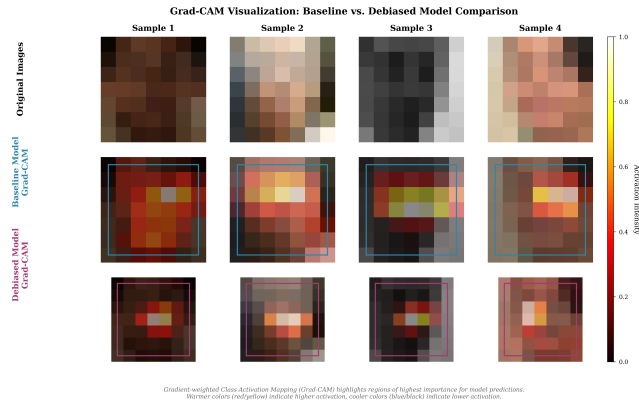 Grad-CAM Visualization: Baseline vs. Debiased Model Comparison
Sample 1
Sample 2
Sample 3
Sample 4
Original Images
Baseline Model
Grad-CAM
Debiased Model
Grad-CAM
1.0
0.8
0.6
0.4
0.2
0.0
Activation Intensity
Gradient-weighted Class Activation Mapping (Grad-CAM) highlights regions of highest importance for model predictions.
Warmer colors (red/yellow) indicate higher activation, cooler colors (blue/black) indicate lower activation.